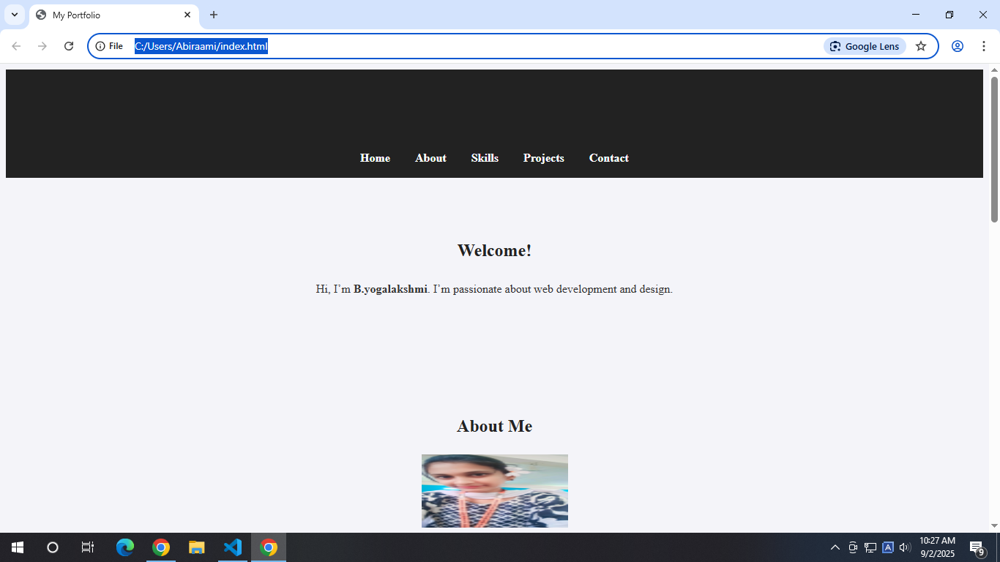 My Portfolio
File C:/Users/Abiraami/index.html Google Lens
Home About Skills Projects Contact
Welcome!
Hi, I’m B.yogalakshmi. I’m passionate about web development and design.
About Me
10:27 AM
9/2/2025
A
9